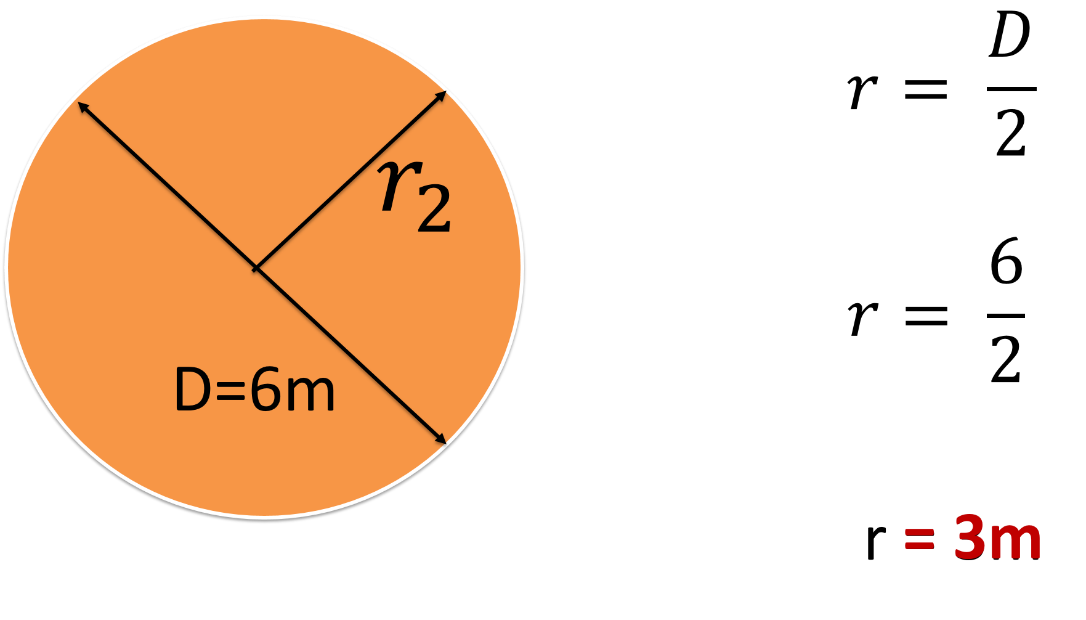 r₂
D=6m
r = D/2
r = 6/2
r = 3m